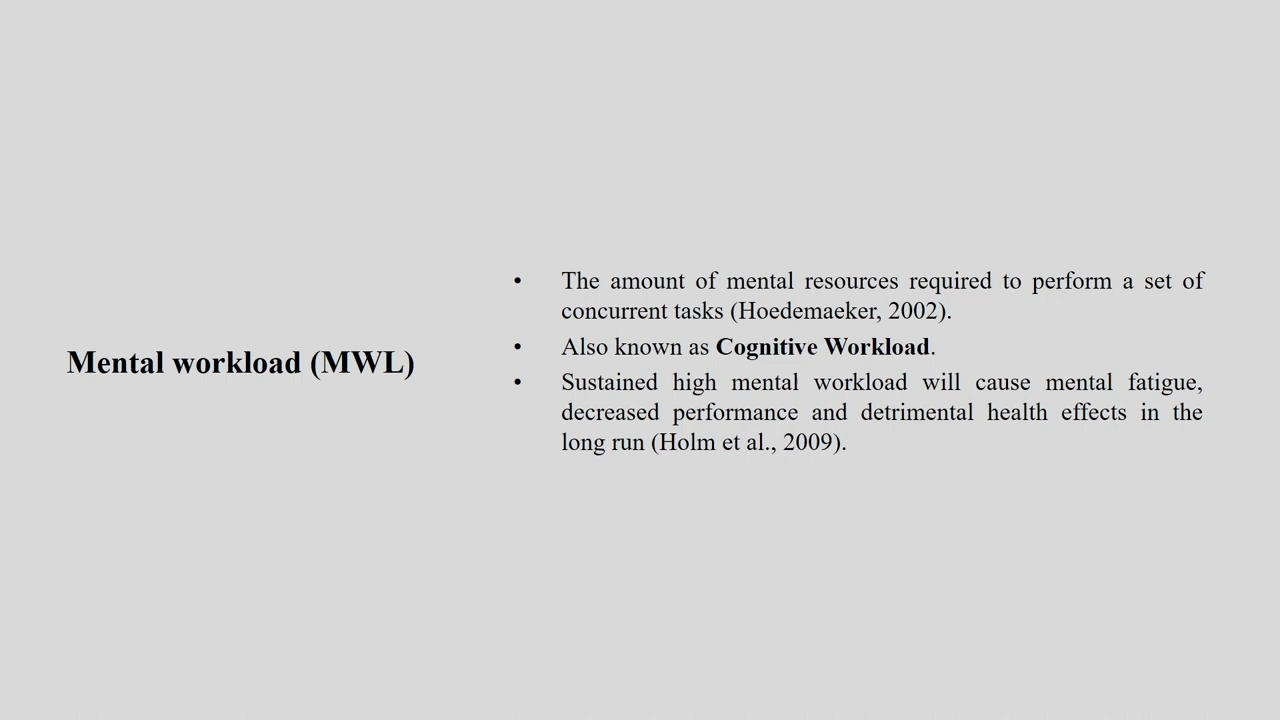 Mental workload (MWL)
• The amount of mental resources required to perform a set of
concurrent tasks (Hoedemaeker, 2002).
• Also known as Cognitive Workload.
• Sustained high mental workload will cause mental fatigue,
decreased performance and detrimental health effects in the
long run (Holm et al., 2009).